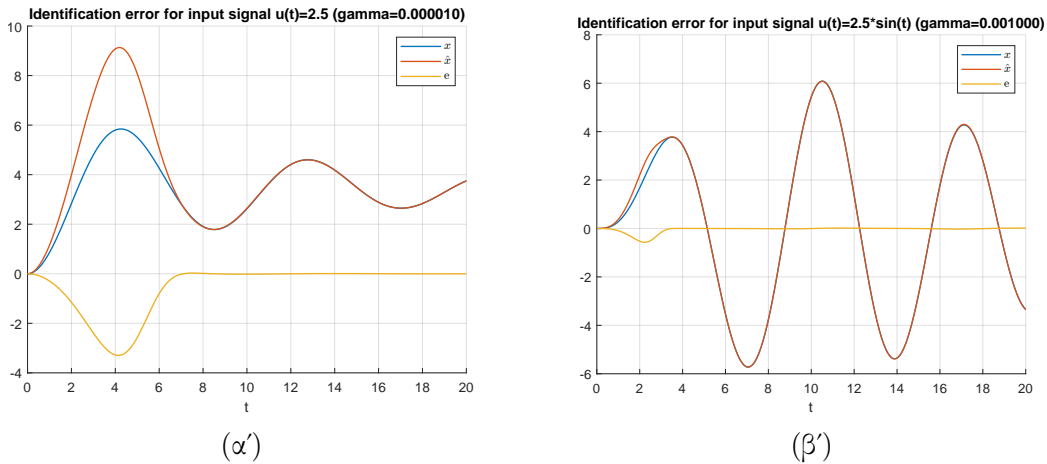 Identification error for input signal u(t)=2.5 (gamma=0.000010)
10
8
6
4
2
0
-2
-4
0 2 4 6 8 10 12 14 16 18 20
t
x
x̂
e
(α′)
Identification error for input signal u(t)=2.5*sin(t) (gamma=0.001000)
8
6
4
2
0
-2
-4
-6
0 2 4 6 8 10 12 14 16 18 20
t
x
x̂
e
(β′)